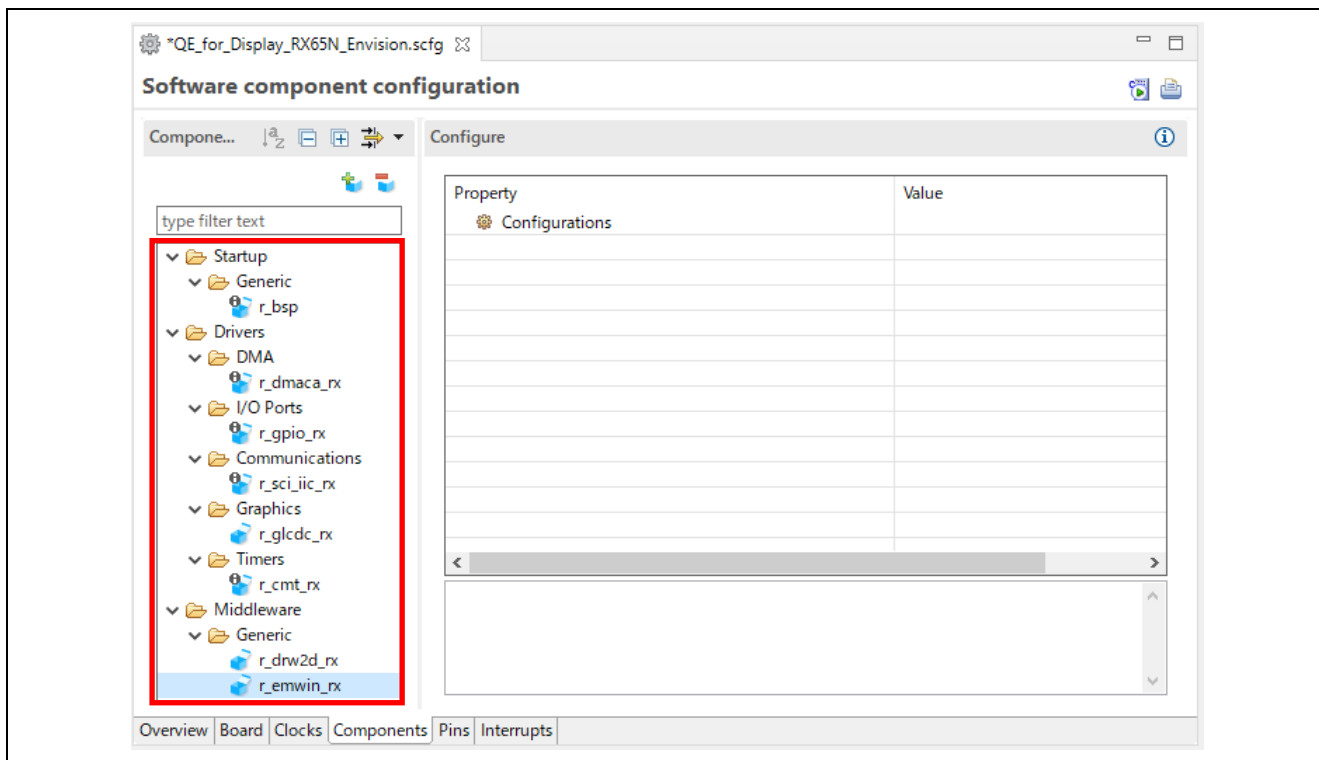 *QE_for_Display_RX65N_Envision.scfg
Software component configuration
Compone...
Configure
type filter text
Startup
Generic
r_bsp
Drivers
DMA
r_dmaca_rx
I/O Ports
r_gpio_rx
Communications
r_sci_iic_rx
Graphics
r_glcdc_rx
Timers
r_cmt_rx
Middleware
Generic
r_drw2d_rx
r_emwin_rx
Property Value
Configurations
Overview Board Clocks Components Pins Interrupts